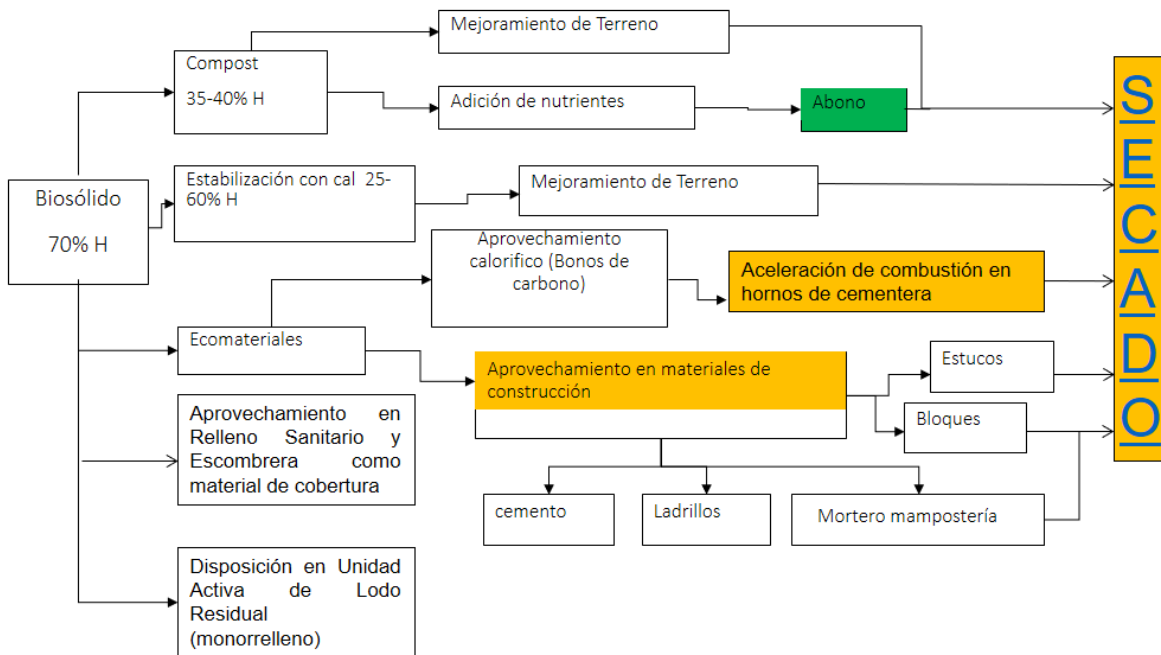 Mejoramiento de Terreno
Compost
35-40% H
Adición de nutrientes
Abono
Biosólido
70% H
Estabilización con cal 25-
60% H
Mejoramiento de Terreno
Aprovechamiento
calorifico (Bonos de
carbono)
Aceleración de combustión en
hornos de cementera
Ecomateriales
Aprovechamiento en materiales de
construcción
Estucos
Bloques
cemento
Ladrillos
Mortero mampostería
Aprovechamiento en
Relleno Sanitario y
Escombrera como
material de cobertura
Disposición en Unidad
Activa de Lodo
Residual
(monorrelleno)
SECADO